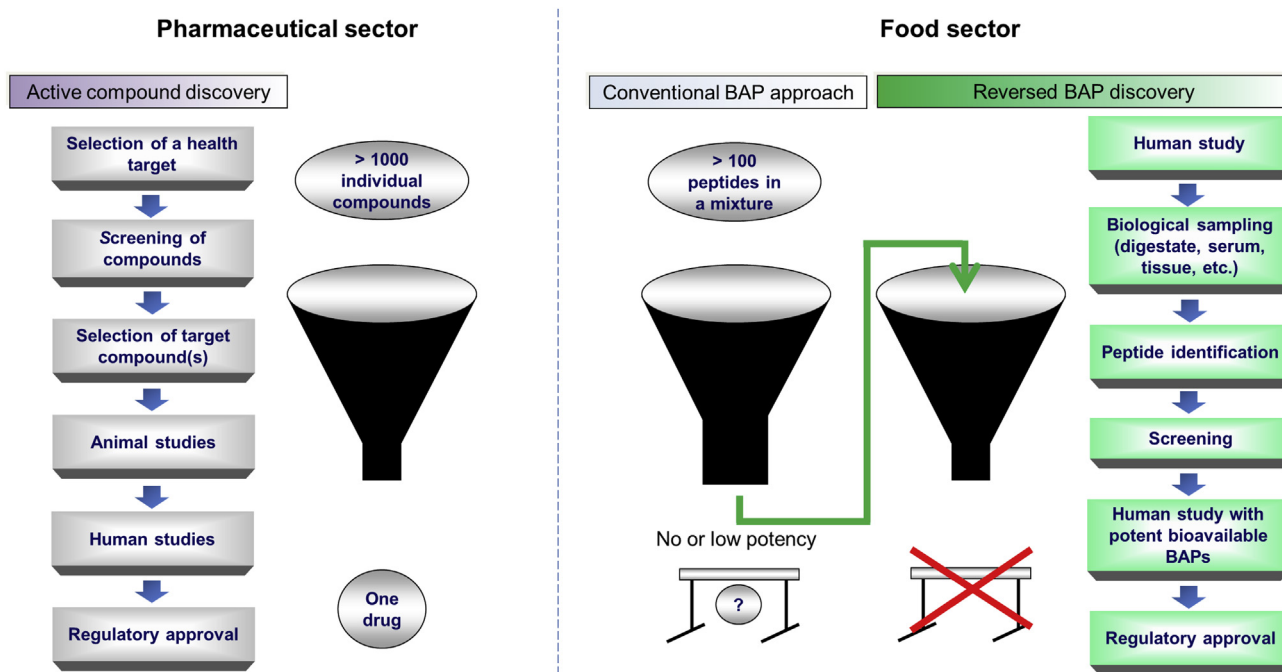 Pharmaceutical sector
Active compound discovery
Selection of a health
target
Screening of
compounds
Selection of target
compound(s)
Animal studies
Human studies
Regulatory approval
> 1000
individual
compounds
One
drug
Food sector
Conventional BAP approach
> 100
peptides in
a mixture
No or low potency
?
Reversed BAP discovery
Human study
Biological sampling
(digestate, serum,
tissue, etc.)
Peptide identification
Screening
Human study with
potent bioavailable
BAPs
Regulatory approval